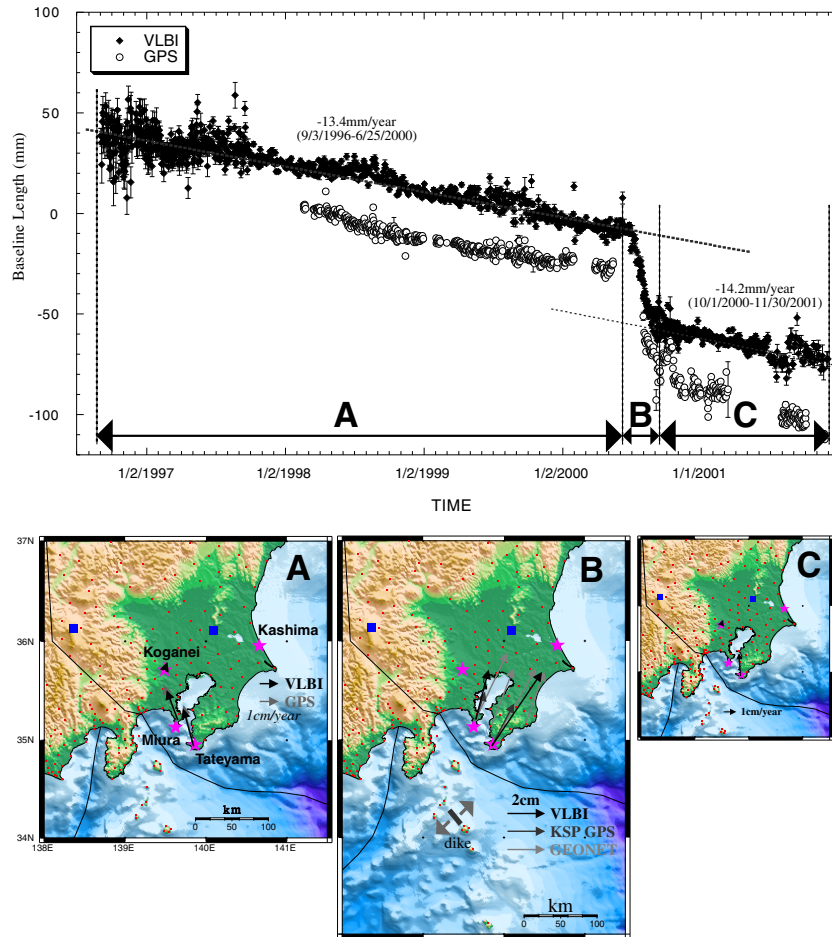 VLBI
GPS
Baseline Length (mm)
100
50
0
-50
-100
-13.4mm/year
(9/3/1996-6/25/2000)
-14.2mm/year
(10/1/2000-11/30/2001)
A
B
C
1/2/1997
1/2/1998
1/2/1999
1/2/2000
1/1/2001
TIME
37N
36N
35N
34N
138E
139E
140E
141E
A
Kashima
Koganei
VLBI
GPS
1cm/year
Miura
Tateyama
km
0 50 100
B
2cm
VLBI
KSP GPS
GEONET
dike
km
0 50 100
C
1cm/year